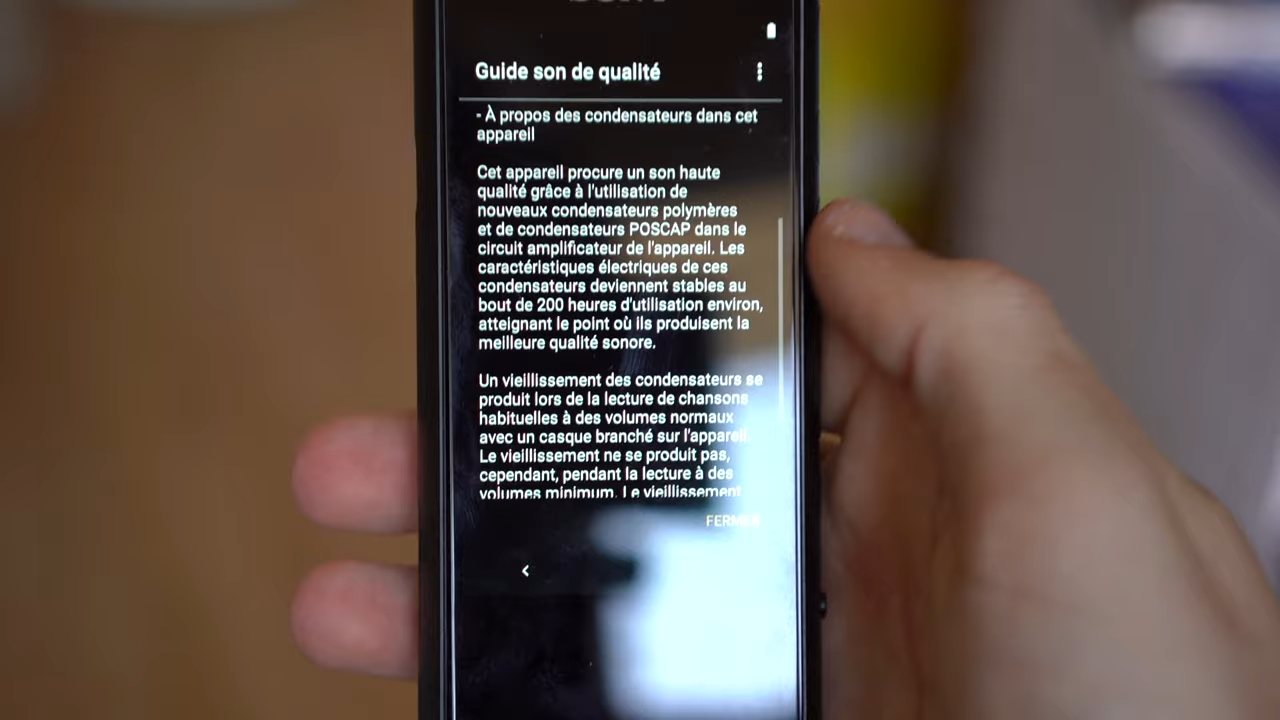 Guide son de qualité
- À propos des condensateurs dans cet
appareil
Cet appareil procure un son haute
qualité grâce à l'utilisation de
nouveaux condensateurs polymères
et de condensateurs POSCAP dans le
circuit amplificateur de l'appareil. Les
caractéristiques électriques de ces
condensateurs deviennent stables au
bout de 200 heures d'utilisation environ,
atteignant le point où ils produisent la
meilleure qualité sonore.
Un vieillissement des condensateurs se
produit lors de la lecture de chansons
habituelles à des volumes normaux
avec un casque branché sur l'appareil.
Le vieillissement ne se produit pas,
cependant, pendant la lecture à des
volumes minimum. Le vieillissement
FERMER